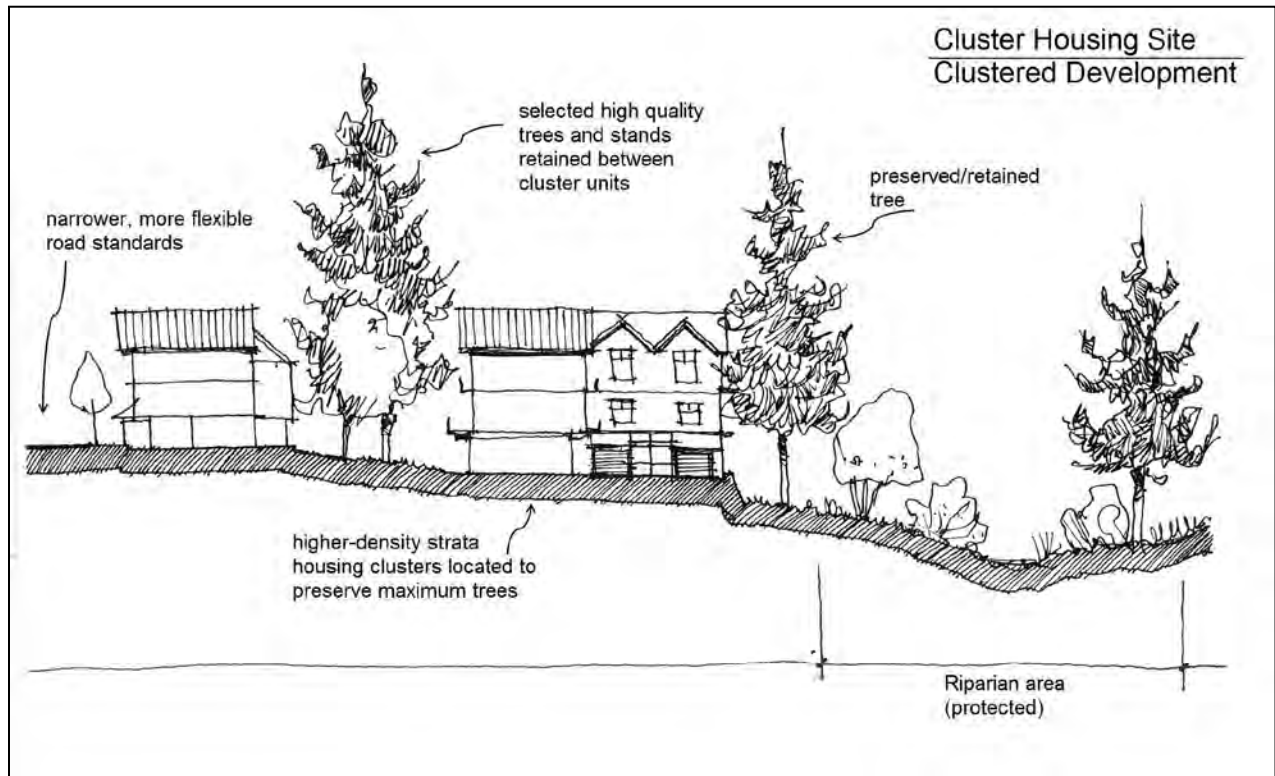 Cluster Housing Site
Clustered Development
selected high quality
trees and stands
retained between
cluster units
preserved/retained
tree
narrower, more flexible
road standards
higher-density strata
housing clusters located to
preserve maximum trees
Riparian area
(protected)